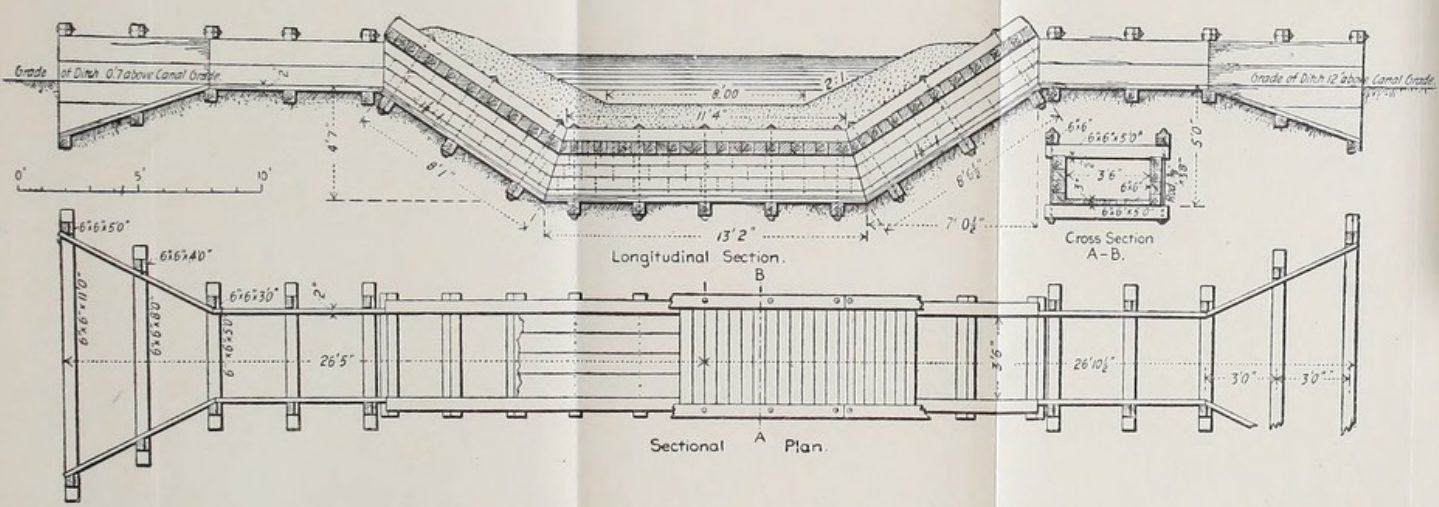 Grade of Ditch 0.7 above Canal Grade.
2"
8.00
2:1
Grade of Ditch 1.2' above Canal Grade.
11'4"
4'7"
8'1"
8'6½"
7'0½"
13'2"
5'0"
0' 5' 10'
Longitudinal Section.
6"x6"
6"x6"x5'0"
3'6"
3"
6"x6"
6"x6"x5'0"
Cross Section
A-B.
6"x6"x5'0"
6"x6"x4'0"
6"x6"x3'0"
2"
6"x6"x11'0"
6"x6"x8'0"
6"x6"x5'0"
26'5"
B
A
3'6"
26'10½"
3'0"
3'0"
Sectional Plan.